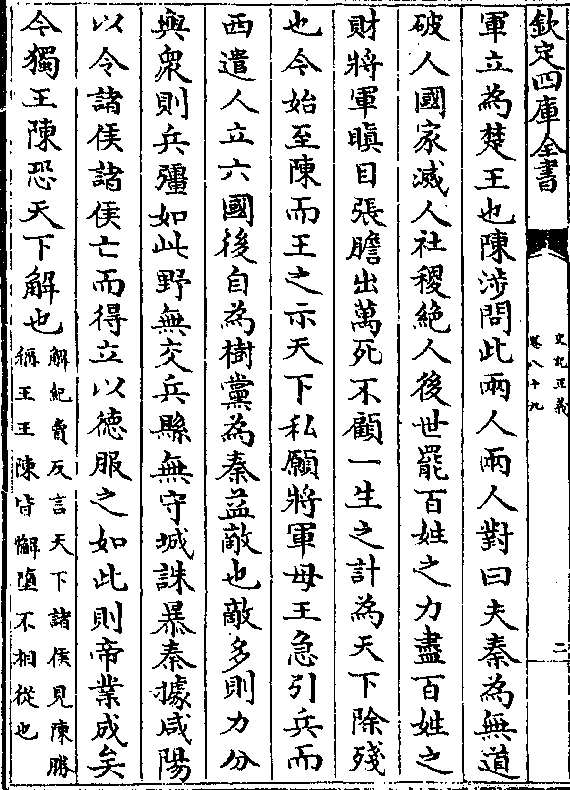 欽定四庫全書
史記正義
卷八十九
二
軍立為楚王也陳涉問此兩人兩人對曰夫秦為無道
破人國家滅人社稷絶人後世罷百姓之力盡百姓之
財將軍瞋目張膽出萬死不顧一生之計為天下除殘
也今始至陳而王之示天下私願將軍毋王急引兵而
西遣人立六國後自為樹黨為秦益敵也敵多則力分
與衆則兵彊如此野無交兵縣無守城誅暴秦據咸陽
以令諸侯諸侯亡而得立以徳服之如此則帝業成矣
今獨王陳恐天下解也
解紀賣反言天下諸侯見陳勝
稱王王陳皆懈墮不相從也